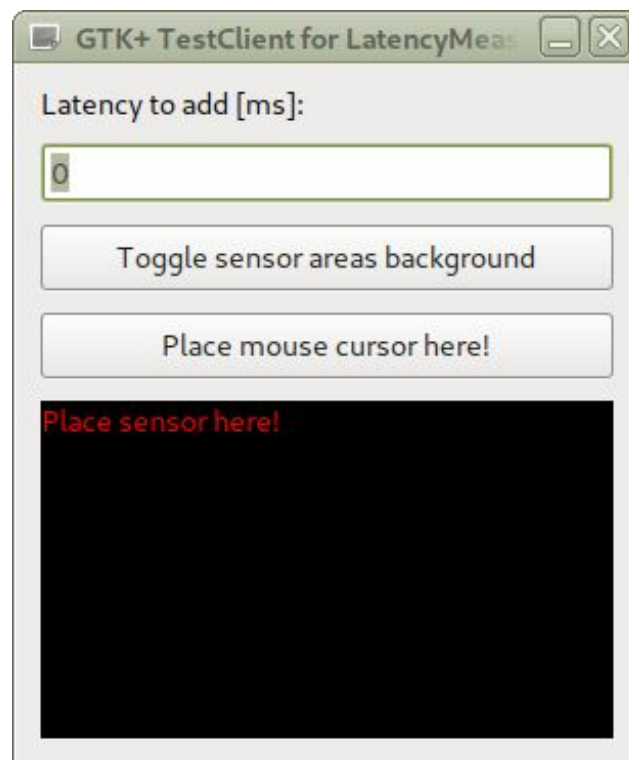 GTK+ TestClient for LatencyMeas
Latency to add [ms]:
0
Toggle sensor areas background
Place mouse cursor here!
Place sensor here!